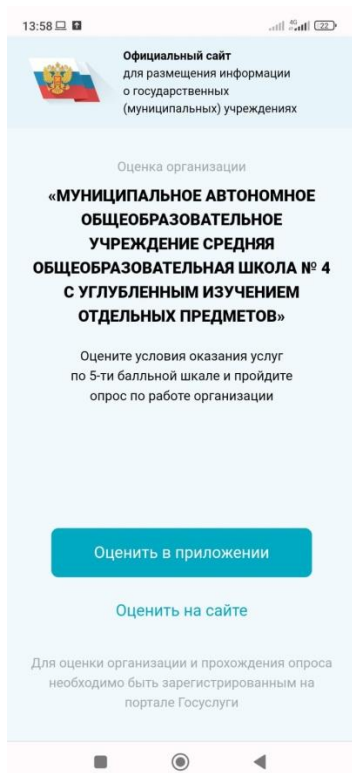 13:58
4G
22
Официальный сайт
для размещения информации
о государственных
(муниципальных) учреждениях
Оценка организации
«МУНИЦИПАЛЬНОЕ АВТОНОМНОЕ
ОБЩЕОБРАЗОВАТЕЛЬНОЕ
УЧРЕЖДЕНИЕ СРЕДНЯЯ
ОБЩЕОБРАЗОВАТЕЛЬНАЯ ШКОЛА № 4
С УГЛУБЛЕННЫМ ИЗУЧЕНИЕМ
ОТДЕЛЬНЫХ ПРЕДМЕТОВ»
Оцените условия оказания услуг
по 5-ти балльной шкале и пройдите
опрос по работе организации
Оценить в приложении
Оценить на сайте
Для оценки организации и прохождения опроса
необходимо быть зарегистрированным на
портале Госуслуги